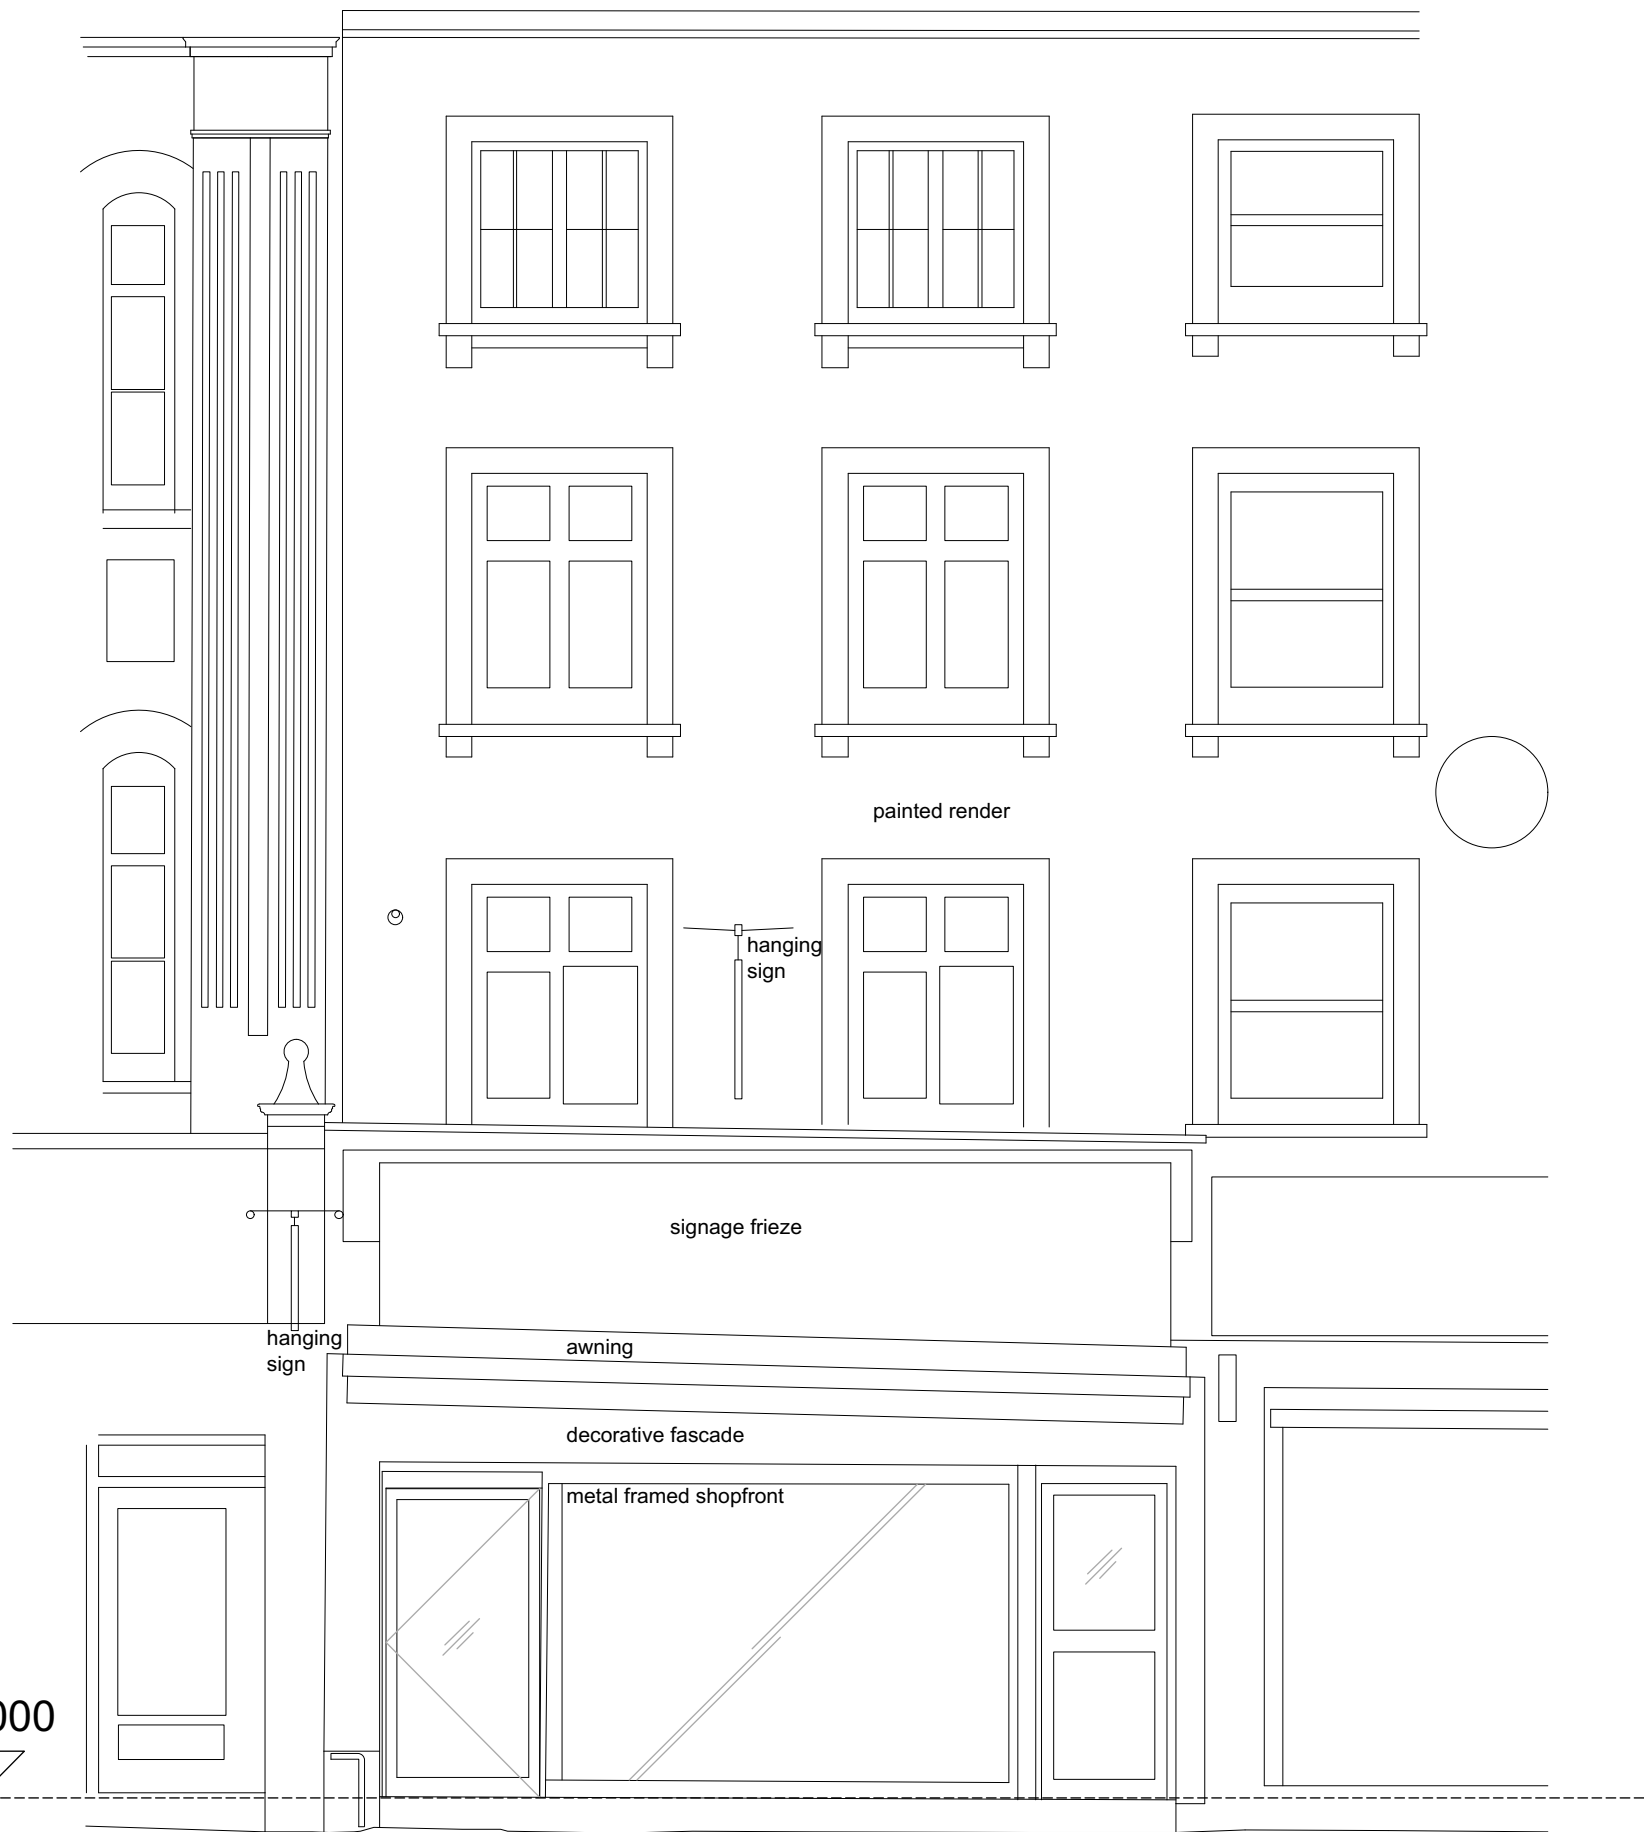 painted render
hanging
sign
signage frieze
hanging
sign
awning
decorative fascade
metal framed shopfront
000